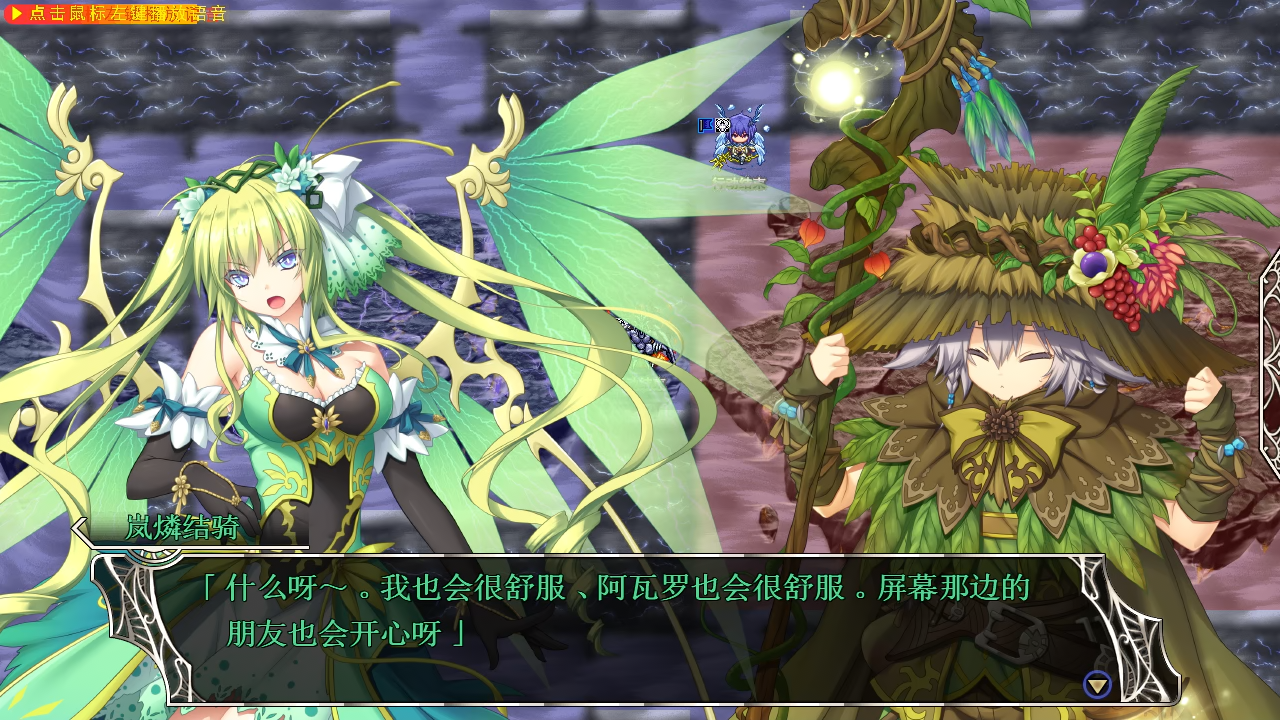 点击鼠标左键播放语音
岚燐结骑
「什么呀～。我也会很舒服、阿瓦罗也会很舒服。屏幕那边的
朋友也会开心呀」